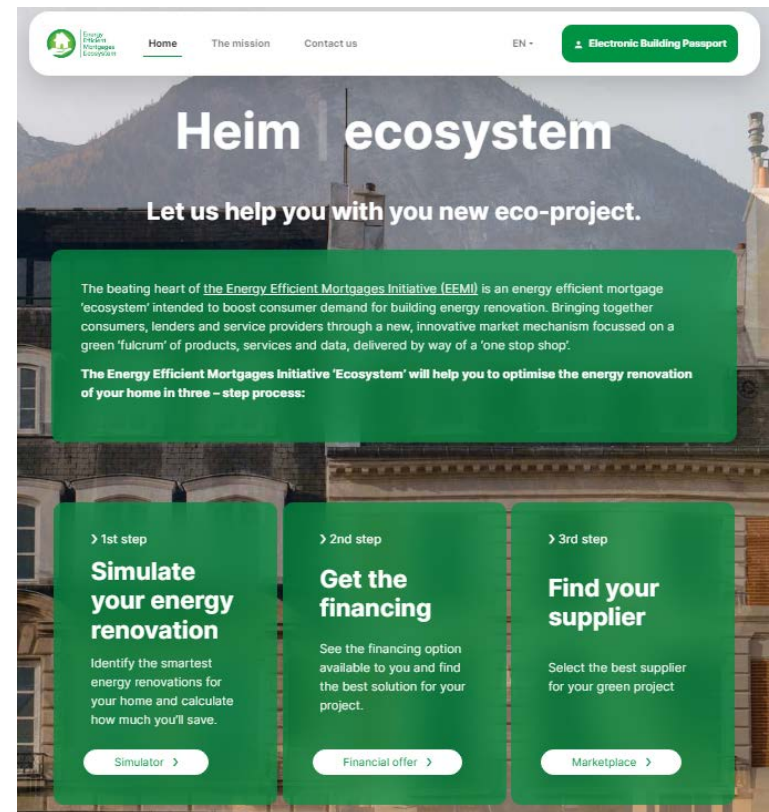 Energy
Efficient
Mortgages
Ecosystem
Home
The mission
Contact us
EN
Electronic Building Passport
Heim | ecosystem
Let us help you with you new eco-project.
The beating heart of the Energy Efficient Mortgages Initiative (EEMI) is an energy efficient mortgage
'ecosystem' intended to boost consumer demand for building energy renovation. Bringing together
consumers, lenders and service providers through a new, innovative market mechanism focussed on a
green 'fulcrum' of products, services and data, delivered by way of a 'one stop shop'.
The Energy Efficient Mortgages Initiative 'Ecosystem' will help you to optimise the energy renovation
of your home in three – step process:
1st step
Simulate
your energy
renovation
Identify the smartest
energy renovations for
your home and calculate
how much you'll save.
Simulator
2nd step
Get the
financing
See the financing option
available to you and find
the best solution for your
project.
Financial offer
3rd step
Find your
supplier
Select the best supplier
for your green project
Marketplace